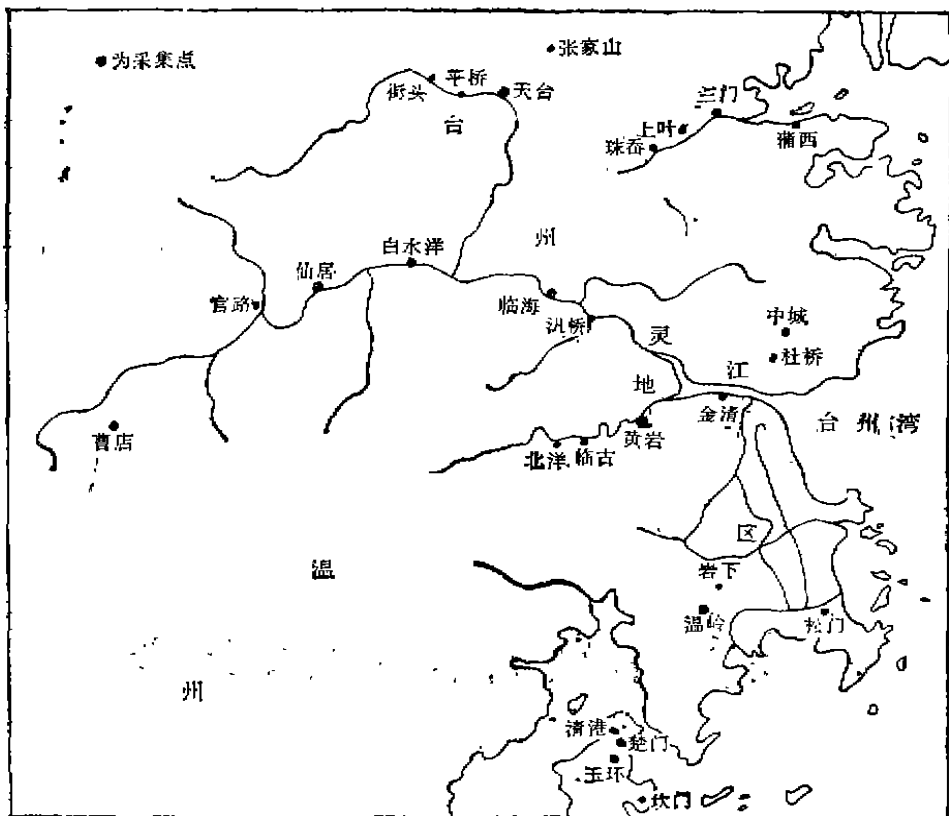 为采集点
张家山
街头
平桥
天台
台
三门
上叶
珠岙
蒲西
州
白水洋
仙居
官路
临海
汛桥
灵
中城
杜桥
江
地
金清
黄岩
台州湾
曹店
北洋
临古
区
温
岩下
温岭
松门
州
清港
楚门
玉环
坎门